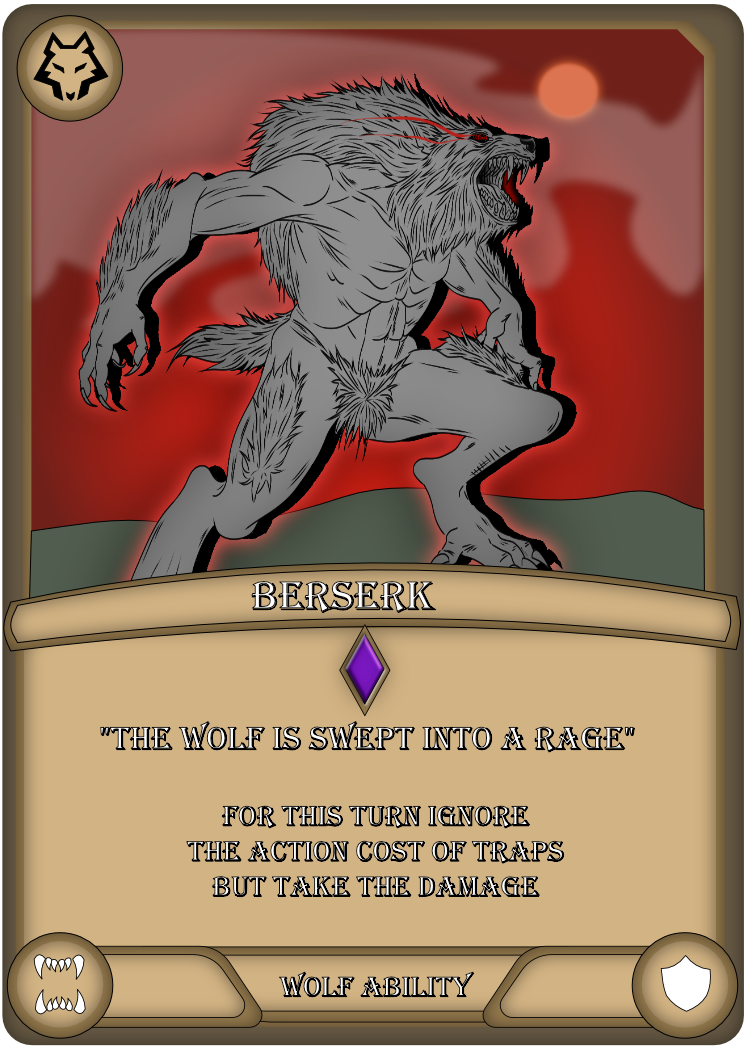 BERSERK
"THE WOLF IS SWEPT INTO A RAGE"
FOR THIS TURN IGNORE
THE ACTION COST OF TRAPS
BUT TAKE THE DAMAGE
WOLF ABILITY